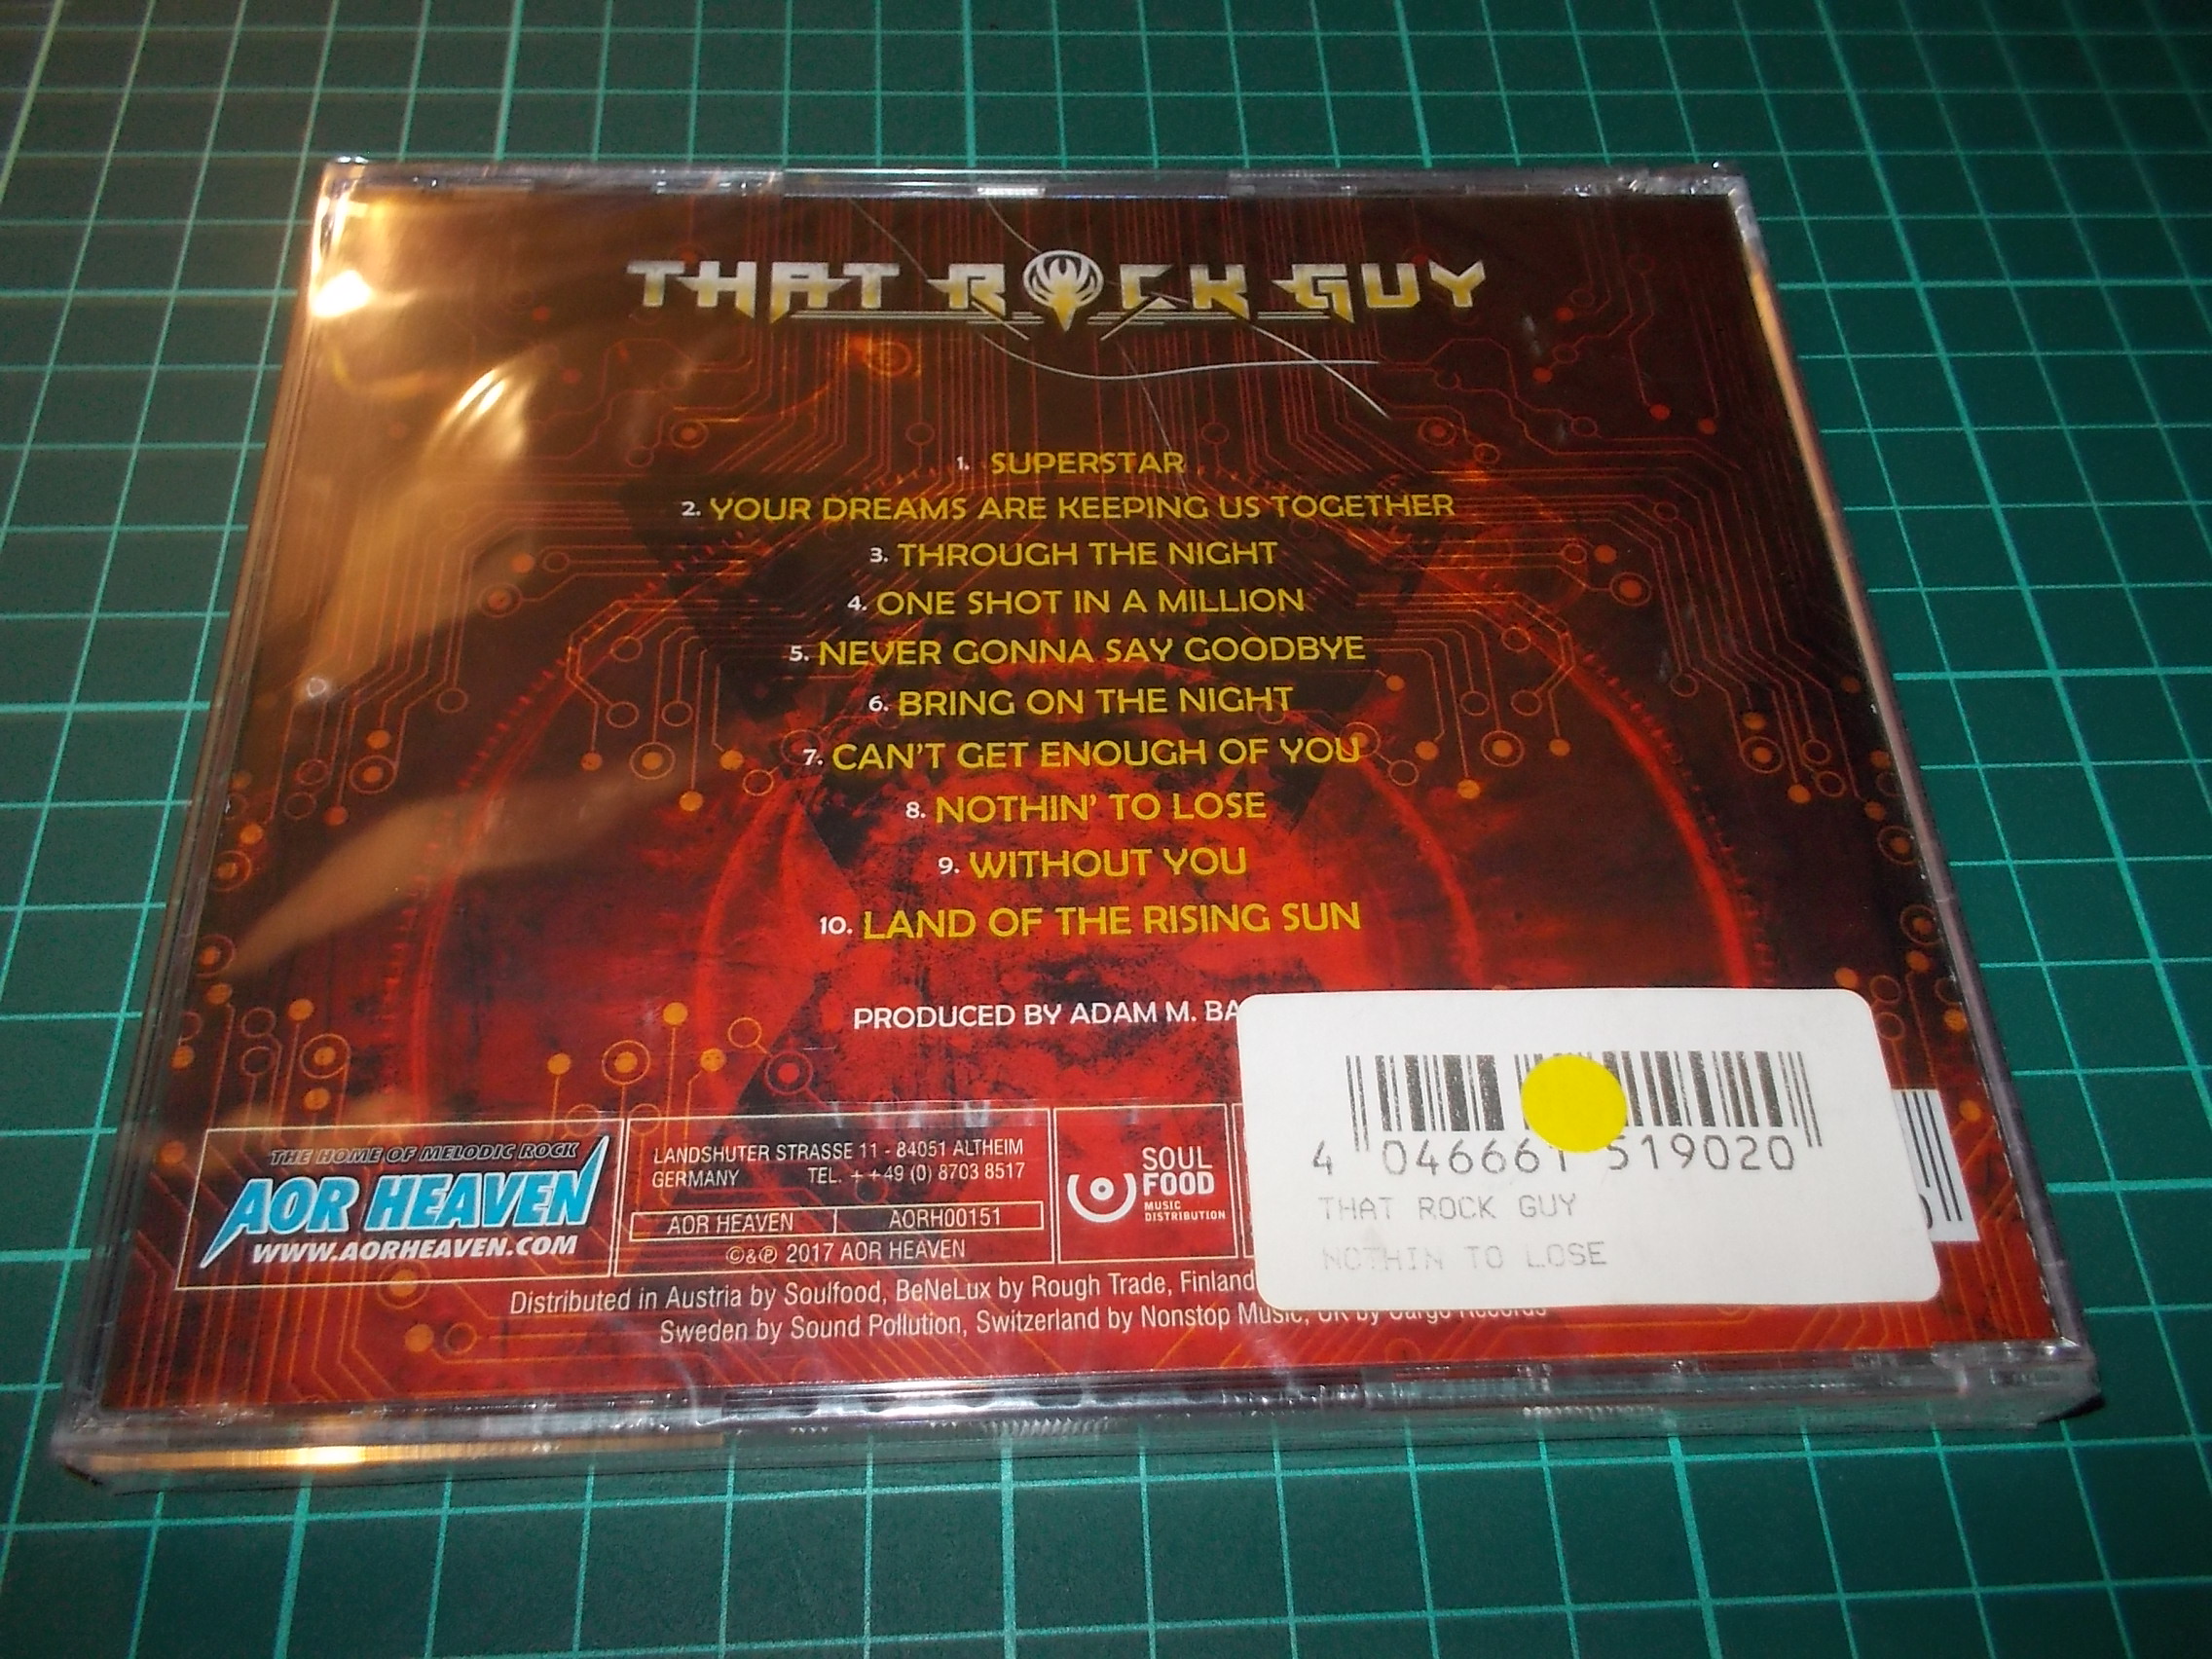 THAT ROCK GUY
1. SUPERSTAR
2. YOUR DREAMS ARE KEEPING US TOGETHER
3. THROUGH THE NIGHT
4. ONE SHOT IN A MILLION
5. NEVER GONNA SAY GOODBYE
6. BRING ON THE NIGHT
7. CAN'T GET ENOUGH OF YOU
8. NOTHIN' TO LOSE
9. WITHOUT YOU
10. LAND OF THE RISING SUN
PRODUCED BY ADAM M. BA
THE HOME OF MELODIC ROCK
AOR HEAVEN
WWW.AORHEAVEN.COM
LANDSHUTER STRASSE 11 - 84051 ALTHEIM
GERMANY TEL. ++49 (0) 8703 8517
AOR HEAVEN AORH00151
©&℗ 2017 AOR HEAVEN
SOUL
FOOD
MUSIC
DISTRIBUTION
4 046661 519020
THAT ROCK GUY
NOTHIN TO LOSE
Distributed in Austria by Soulfood, BeNeLux by Rough Trade, Finland
Sweden by Sound Pollution, Switzerland by Nonstop Music, UK by Cargo Records